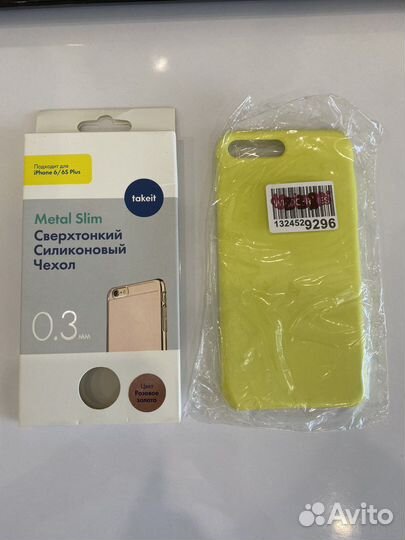 Подходит для
iPhone 6/6S Plus
takeit
Metal Slim
Сверхтонкий
Силиконовый
Чехол
0.3 мм
Цвет
Розовое
золото
1324529296
Avito